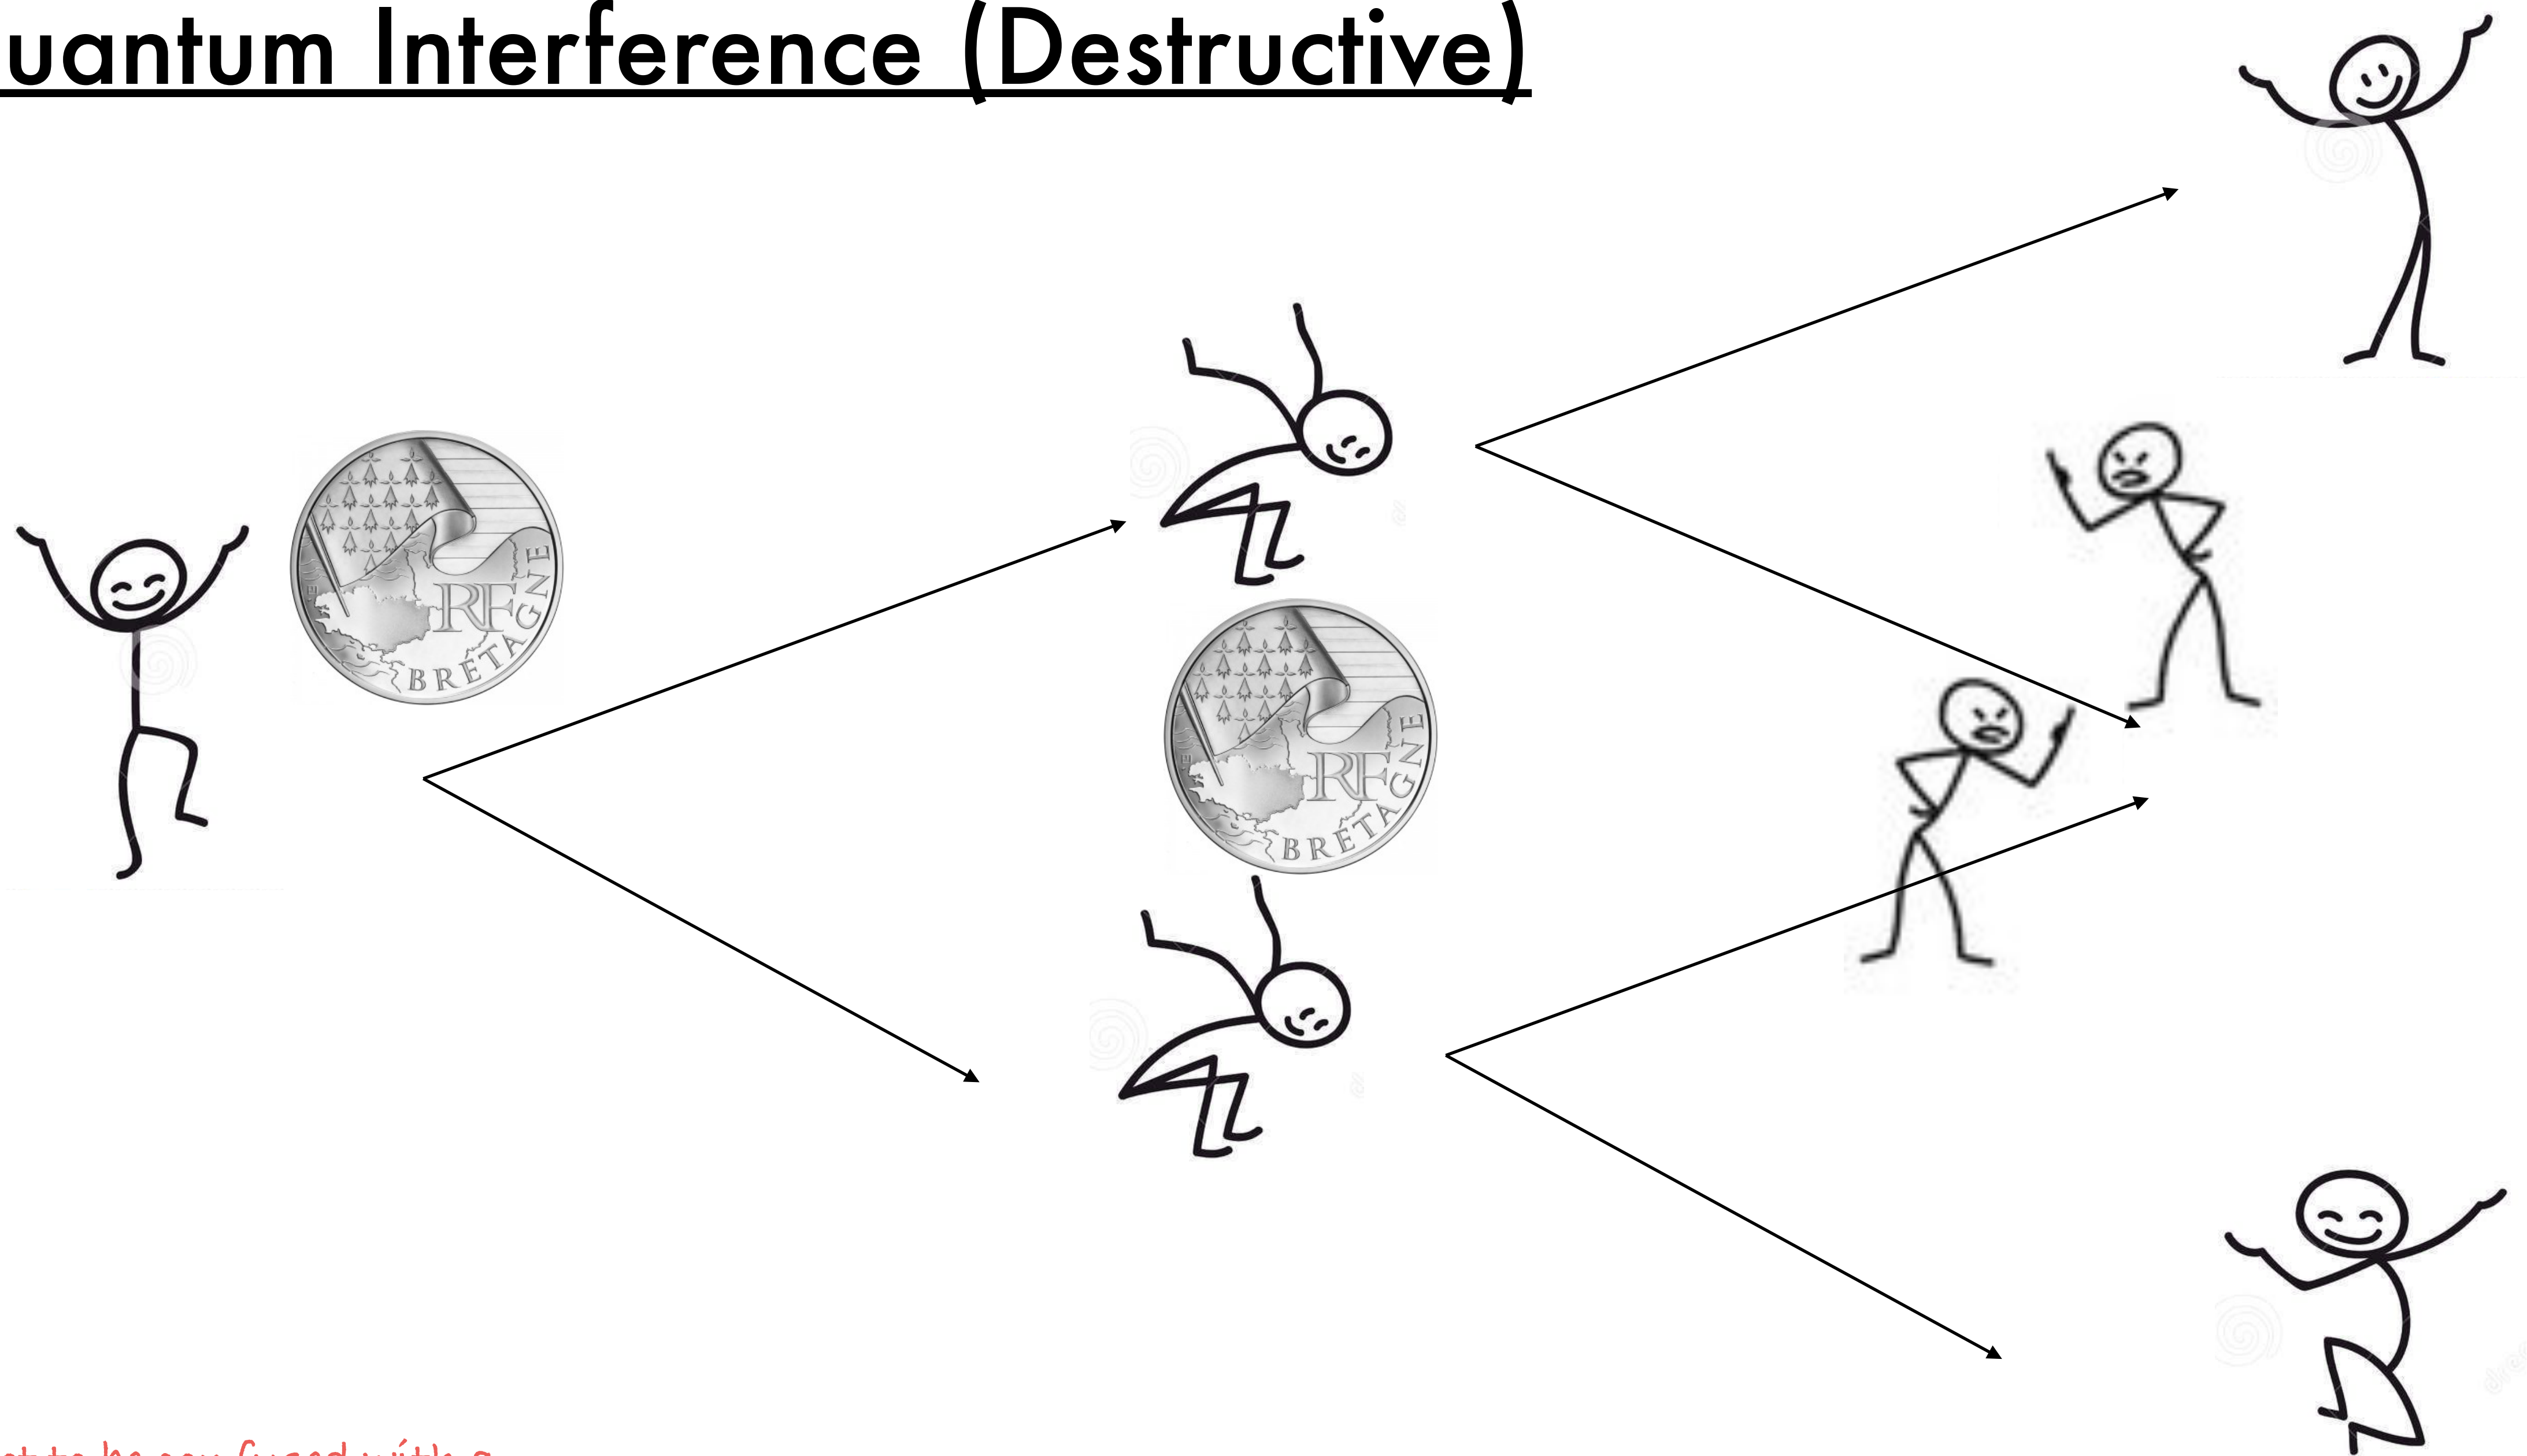 uantum Interference (Destructive)
RF
BRETAGNE
RF
BRETAGNE